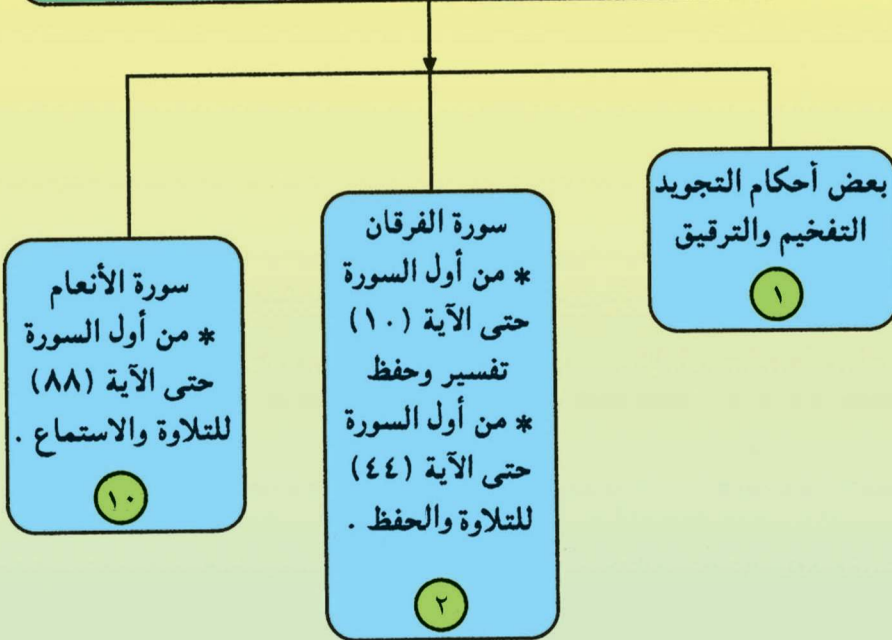 بعض أحكام التجويد
التفخيم والترقيق
١
سورة الفرقان
* من أول السورة
حتى الآية (١٠)
تفسير وحفظ
* من أول السورة
حتى الآية (٤٤)
للتلاوة والحفظ .
٢
سورة الأنعام
* من أول السورة
حتى الآية (٨٨)
للتلاوة والاستماع .
١٠